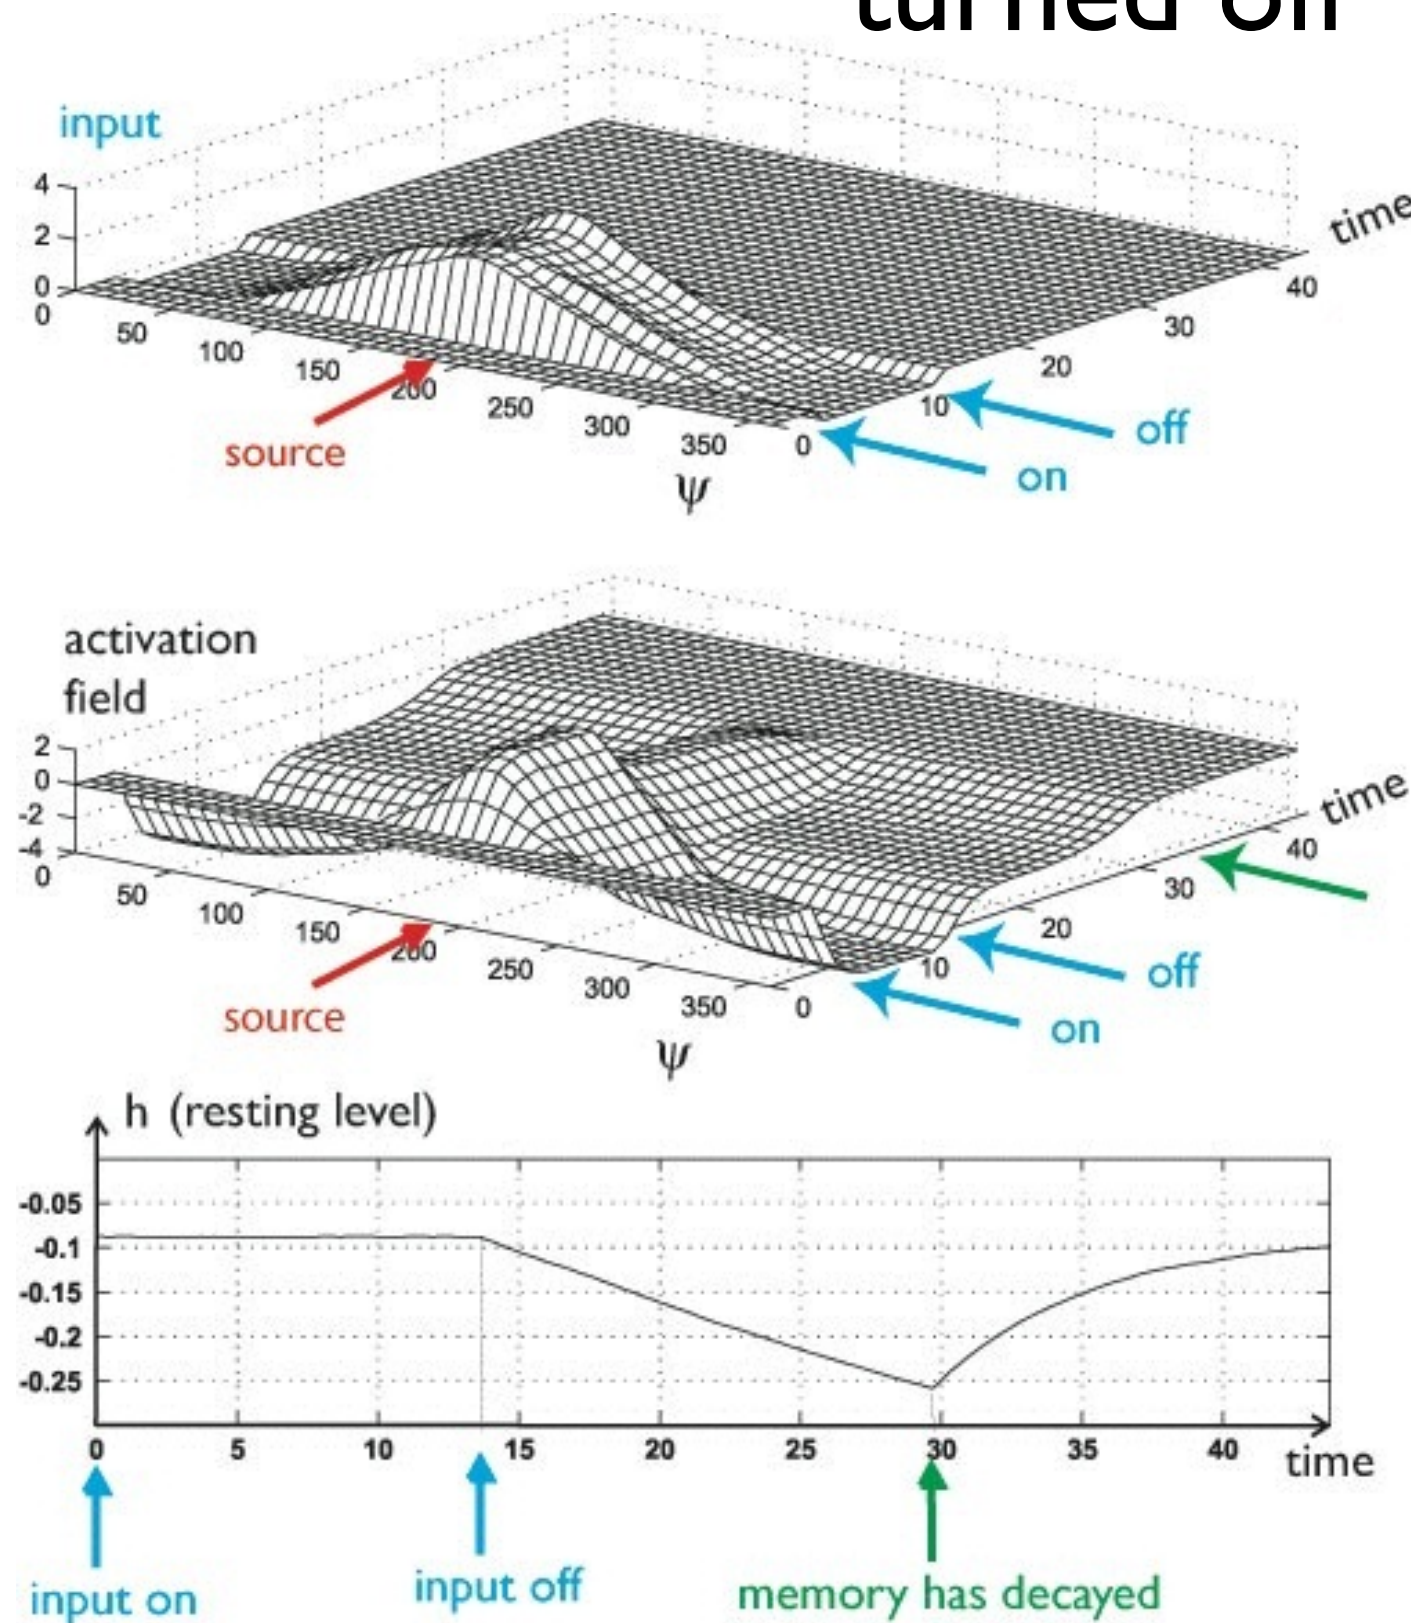 turned off
input
4
2
0
0
50
100
150
200
250
300
350
0
10
20
30
40
time
source
ψ
off
on
activation
field
2
0
-2
-4
0
50
100
150
200
250
300
350
0
10
20
30
40
time
source
ψ
off
on
h (resting level)
-0.05
-0.1
-0.15
-0.2
-0.25
0 5 10 15 20 25 30 35 40
time
input on
input off
memory has decayed